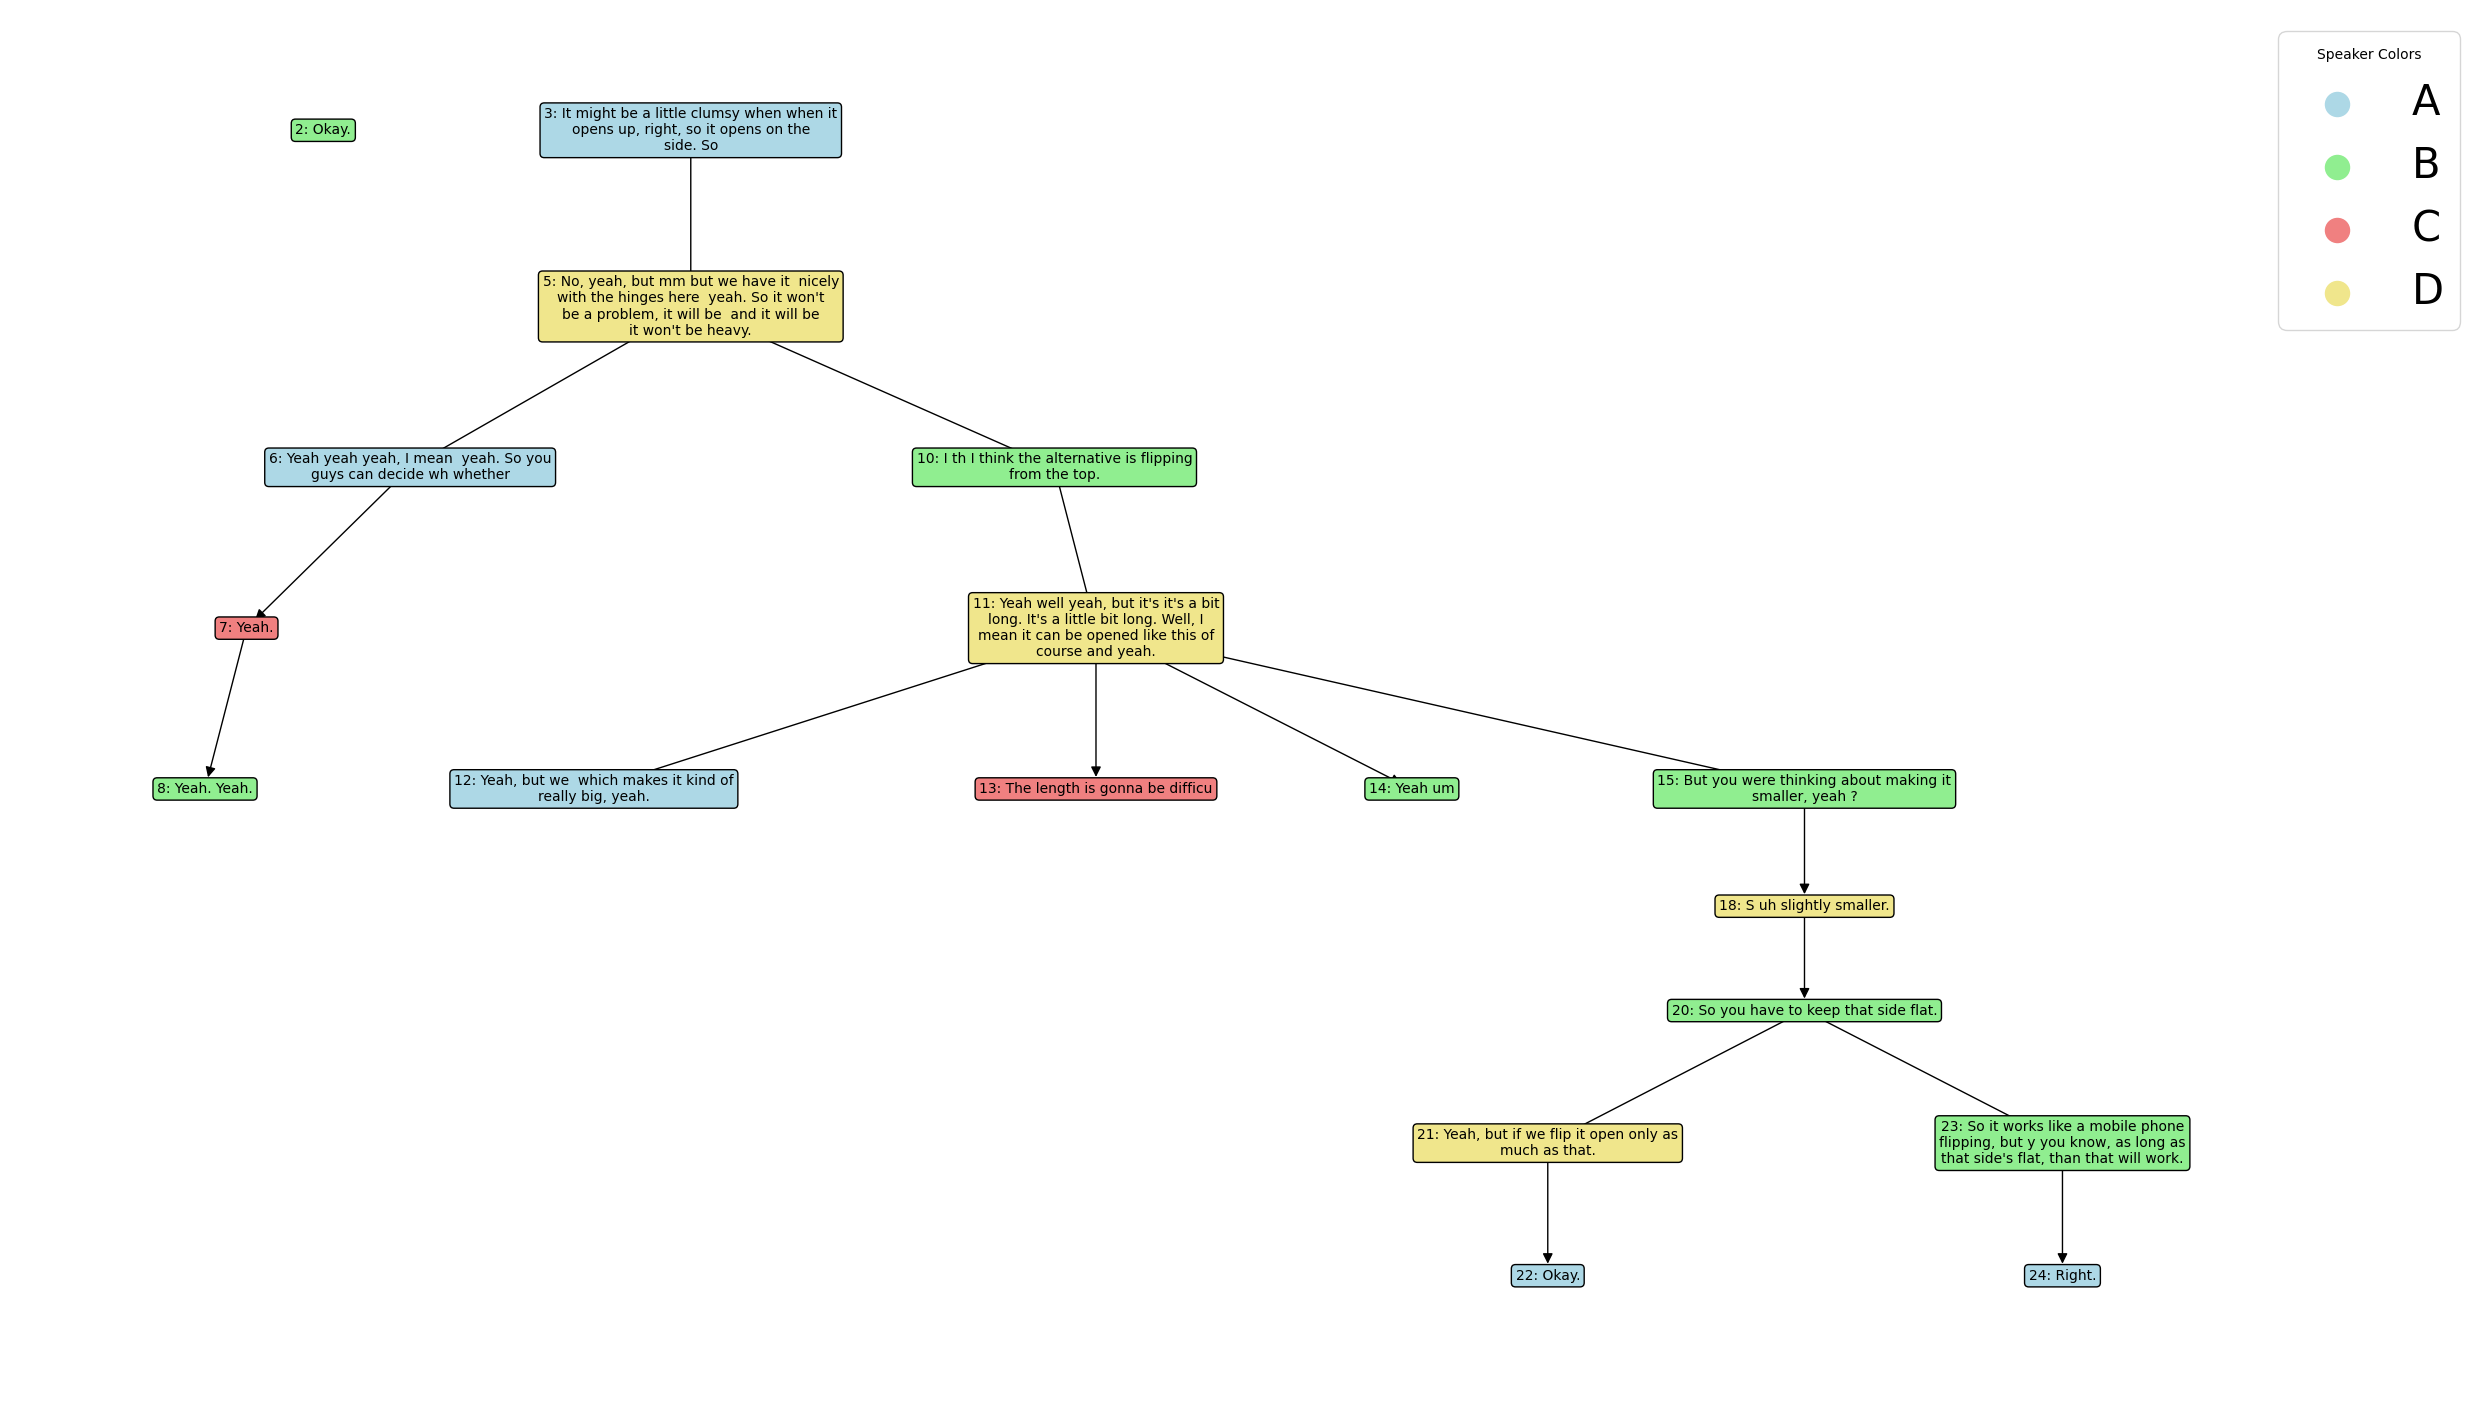 Speaker Colors
A
B
C
D
2: Okay.
3: It might be a little clumsy when when it
opens up, right, so it opens on the
side. So
5: No, yeah, but mm but we have it  nicely
with the hinges here  yeah. So it won't
be a problem, it will be  and it will be
it won't be heavy.
6: Yeah yeah yeah, I mean  yeah. So you
guys can decide wh whether
10: I th I think the alternative is flipping
from the top.
7: Yeah.
11: Yeah well yeah, but it's it's a bit
long. It's a little bit long. Well, I
mean it can be opened like this of
course and yeah.
8: Yeah. Yeah.
12: Yeah, but we  which makes it kind of
really big, yeah.
13: The length is gonna be difficu
14: Yeah um
15: But you were thinking about making it
smaller, yeah ?
18: S uh slightly smaller.
20: So you have to keep that side flat.
21: Yeah, but if we flip it open only as
much as that.
23: So it works like a mobile phone
flipping, but y you know, as long as
that side's flat, than that will work.
22: Okay.
24: Right.